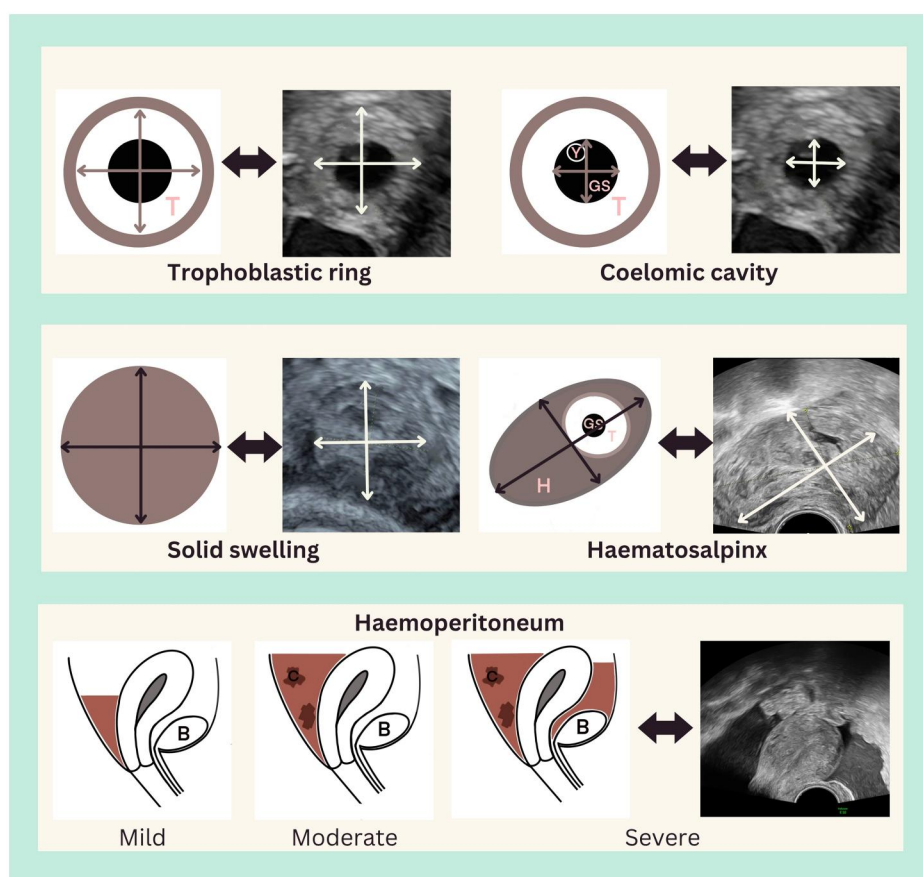 T
Y
GS
T
Trophoblastic ring
Coelomic cavity
GS
T
H
Solid swelling
Haematosalpinx
Haemoperitoneum
C
C
B
B
B
Mild
Moderate
Severe